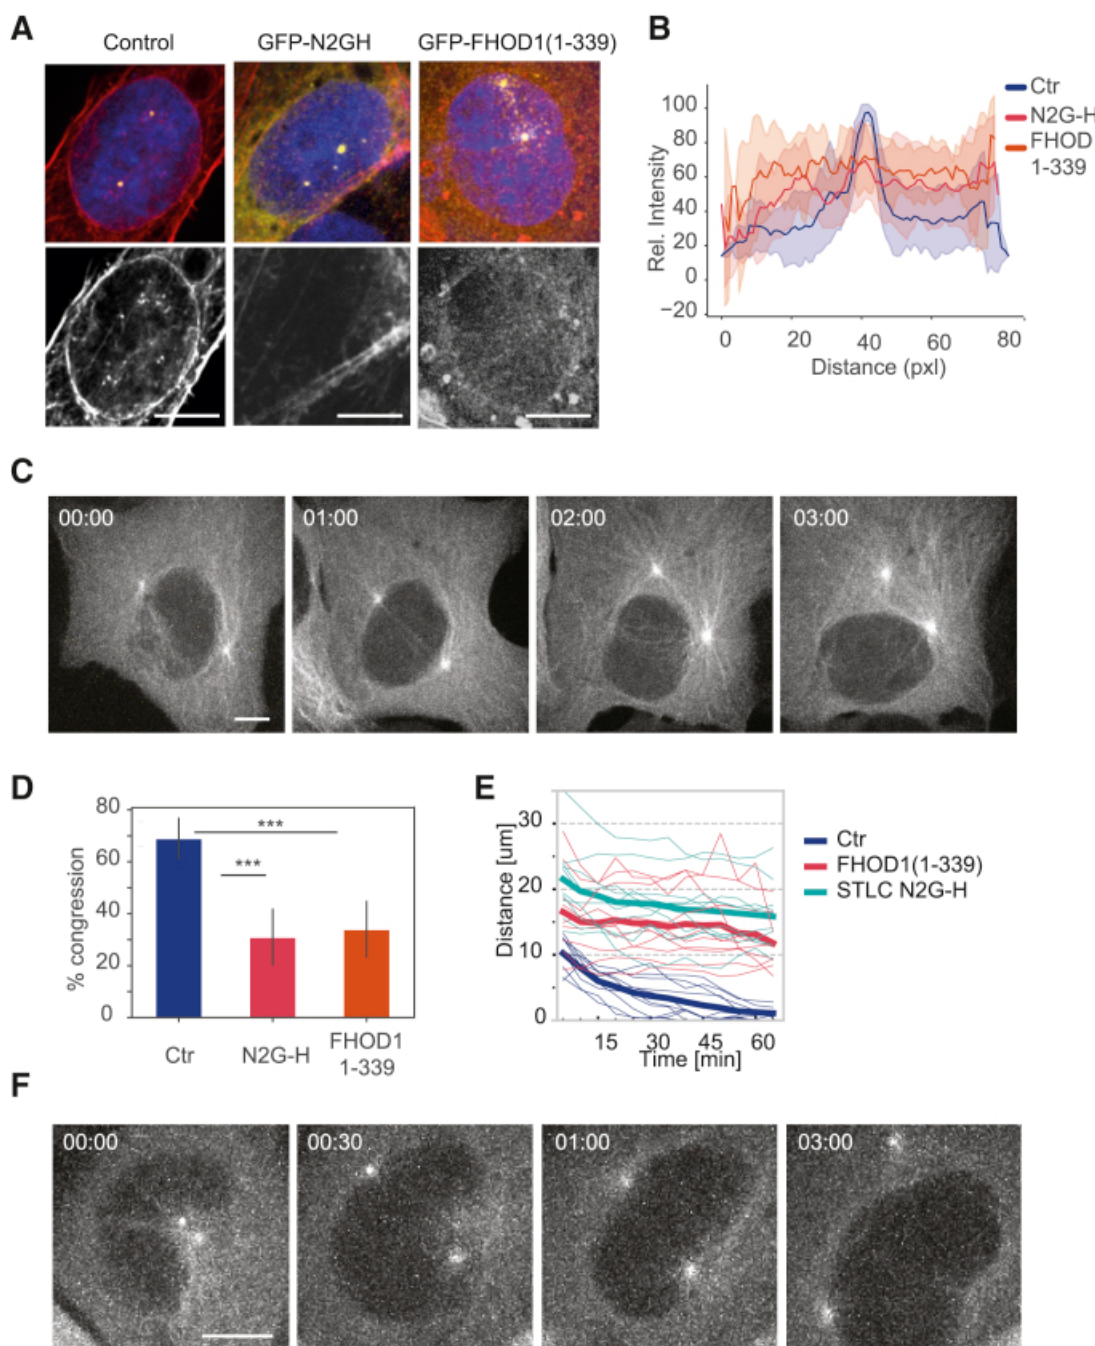 A
Control
GFP-N2GH
GFP-FHOD1(1-339)
B
Rel. Intensity
100
80
60
40
20
0
−20
0
20
40
60
80
Distance (pxl)
Ctr
N2G-H
FHOD
1-339
C
00:00
01:00
02:00
03:00
D
% congression
80
60
40
20
0
***
***
Ctr
N2G-H
FHOD1
1-339
E
Distance [um]
30
20
10
0
15
30
45
60
Time [min]
Ctr
FHOD1(1-339)
STLC N2G-H
F
00:00
00:30
01:00
03:00